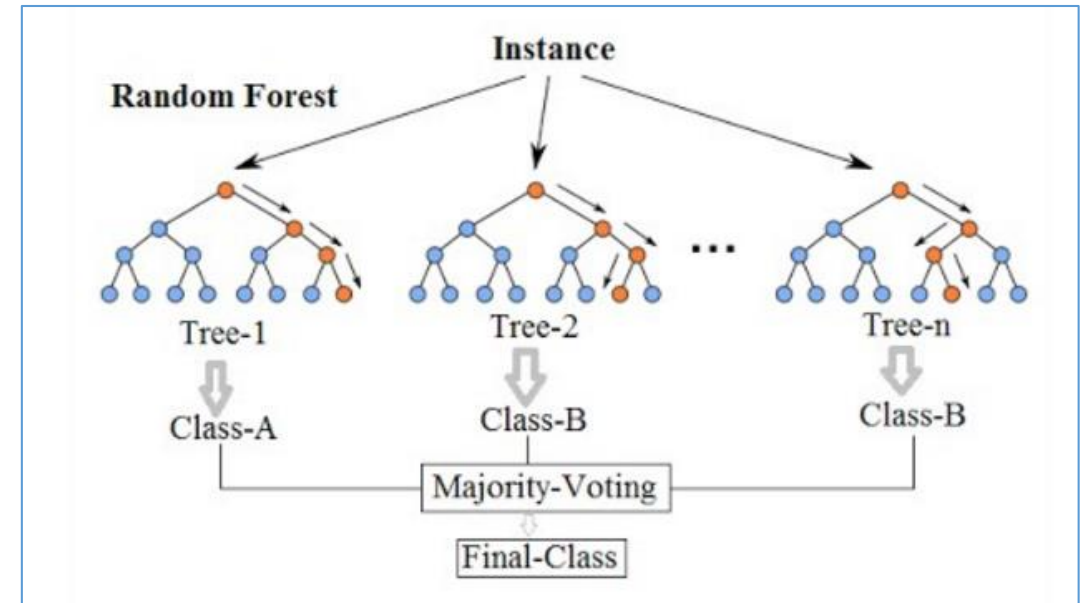 Instance
Random Forest
...
Tree-1
Tree-2
Tree-n
Class-A
Class-B
Class-B
Majority-Voting
Final-Class